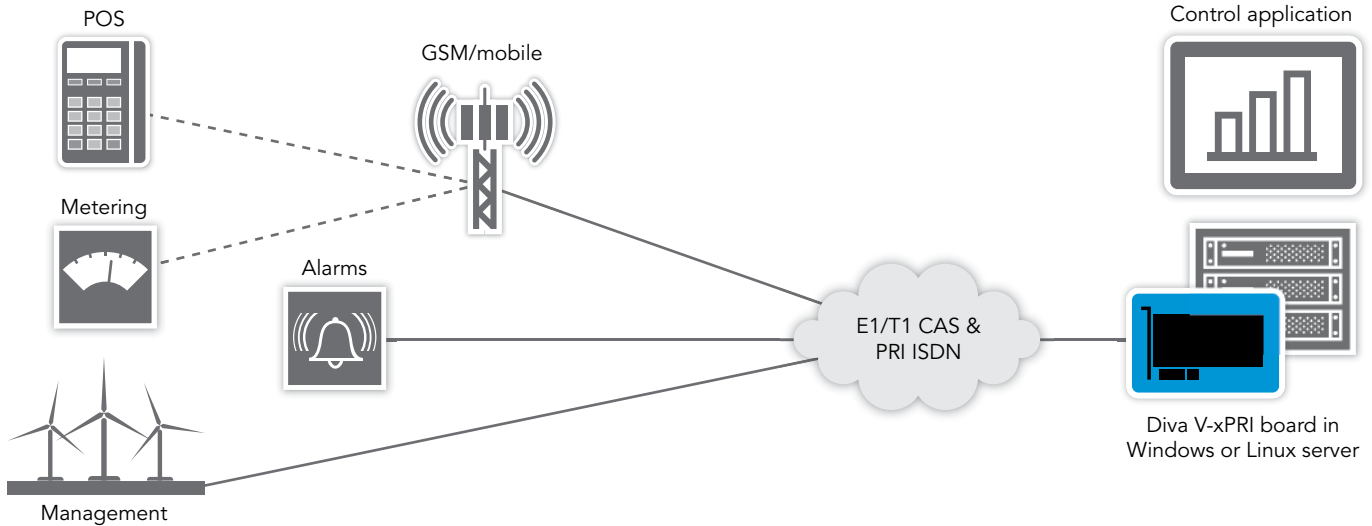 POS
GSM/mobile
Control application
Metering
Alarms
E1/T1 CAS &
PRI ISDN
Diva V-xPRI board in
Windows or Linux server
Management